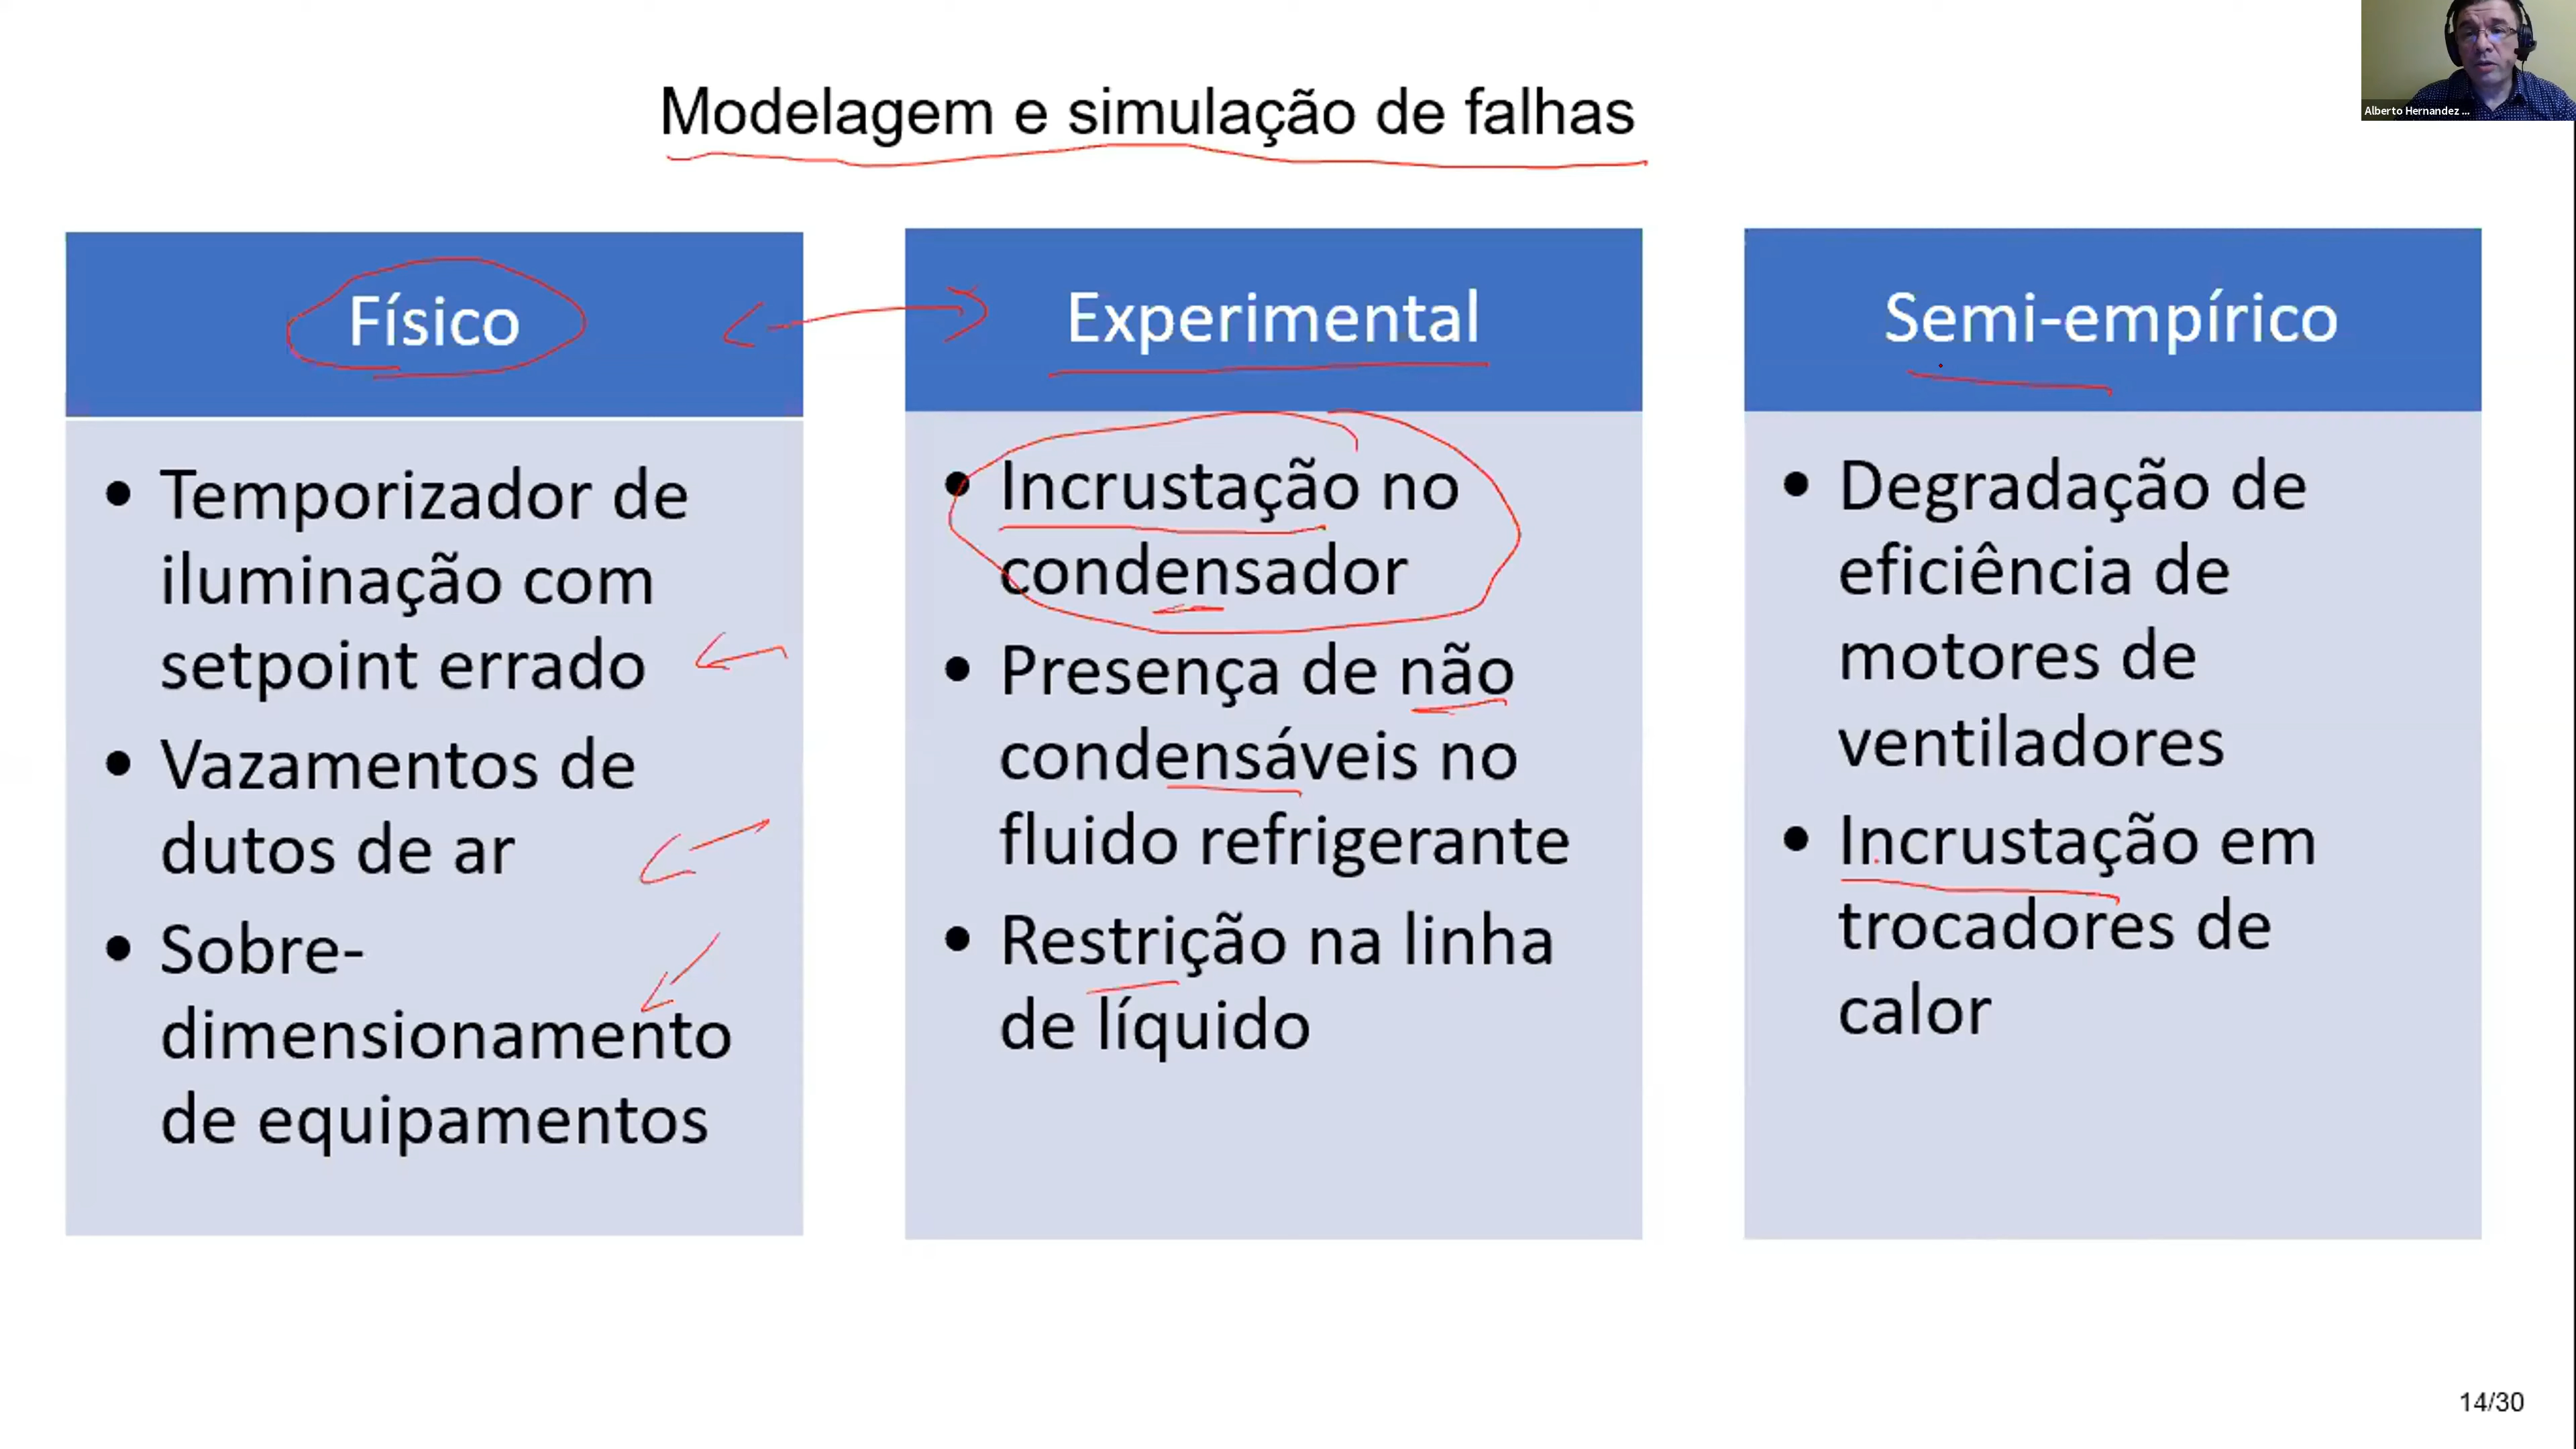 Modelagem e simulação de falhas
Alberto Hernandez ...
Físico
• Temporizador de
iluminação com
setpoint errado
• Vazamentos de
dutos de ar
• Sobre-
dimensionamento
de equipamentos
Experimental
• Incrustação no
condensador
• Presença de não
condensáveis no
fluido refrigerante
• Restrição na linha
de líquido
Semi-empírico
• Degradação de
eficiência de
motores de
ventiladores
• Incrustação em
trocadores de
calor
14/30